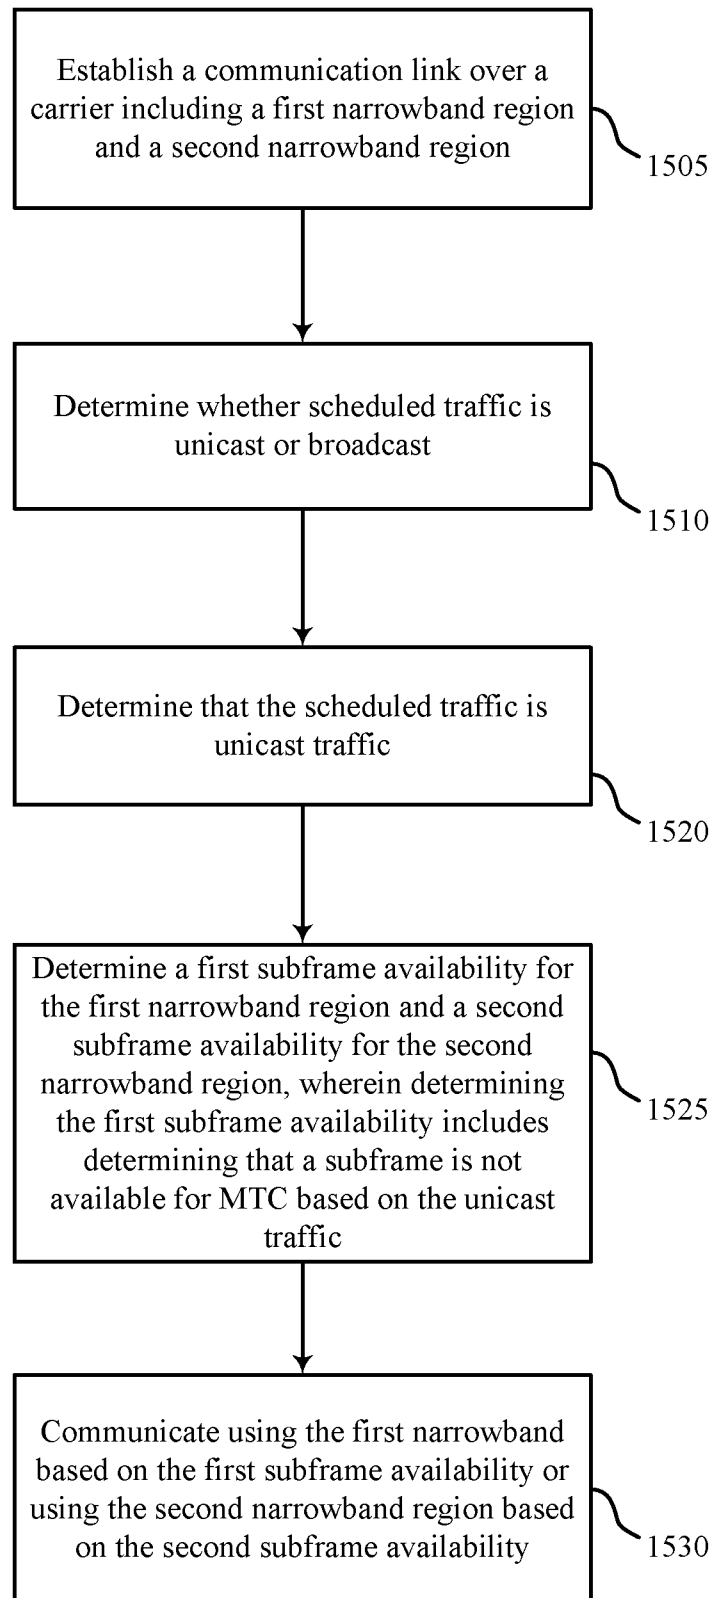 Establish a communication link over a
carrier including a first narrowband region
and a second narrowband region
1505
Determine whether scheduled traffic is
unicast or broadcast
1510
Determine that the scheduled traffic is
unicast traffic
1520
Determine a first subframe availability for
the first narrowband region and a second
subframe availability for the second
narrowband region, wherein determining
the first subframe availability includes
determining that a subframe is not
available for MTC based on the unicast
traffic
1525
Communicate using the first narrowband
based on the first subframe availability or
using the second narrowband region based
on the second subframe availability
1530